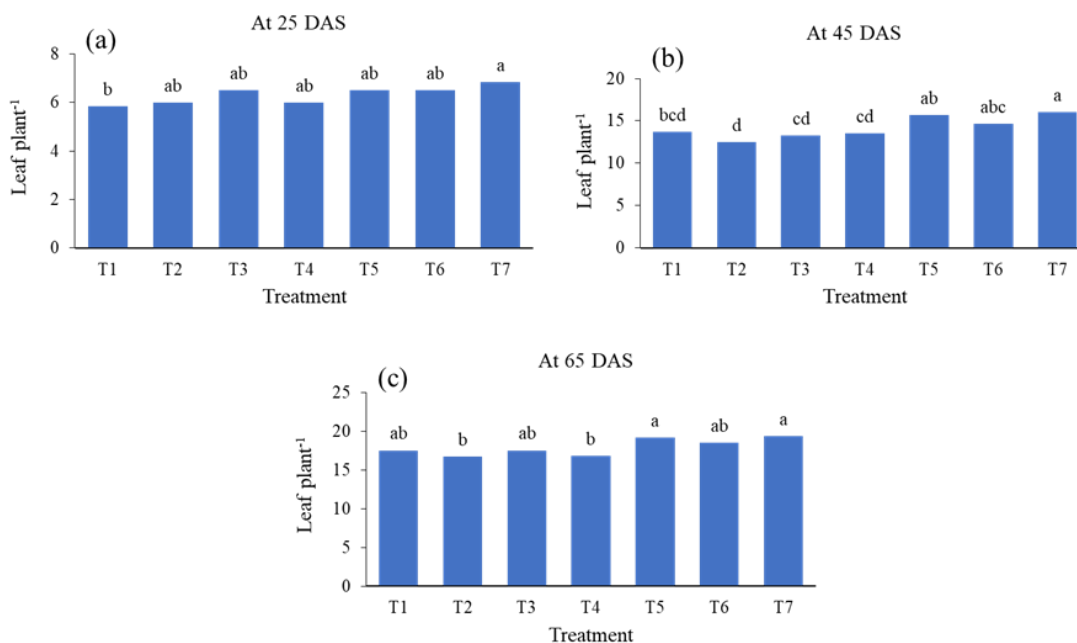 At 25 DAS
(a)
8
6
4
2
0
Leaf plant⁻¹
b ab ab ab ab ab a
T1 T2 T3 T4 T5 T6 T7
Treatment
At 45 DAS
(b)
20
15
10
5
0
Leaf plant⁻¹
bcd d cd cd ab abc a
T1 T2 T3 T4 T5 T6 T7
Treatment
At 65 DAS
(c)
25
20
15
10
5
0
Leaf plant⁻¹
ab b ab b a ab a
T1 T2 T3 T4 T5 T6 T7
Treatment